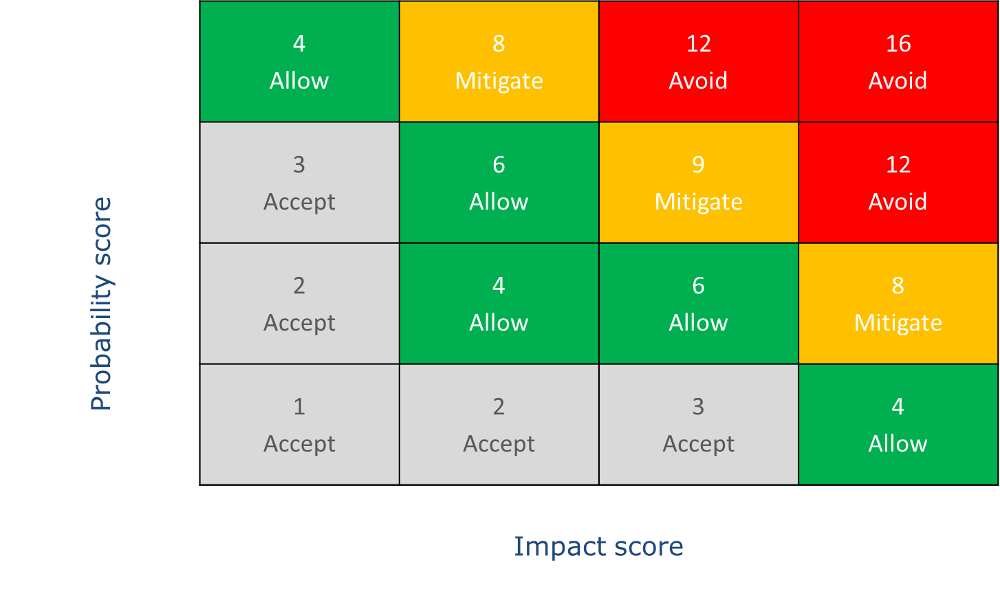 4
Allow
8
Mitigate
12
Avoid
16
Avoid
3
Accept
6
Allow
9
Mitigate
12
Avoid
2
Accept
4
Allow
6
Allow
8
Mitigate
1
Accept
2
Accept
3
Accept
4
Allow
Probability score
Impact score